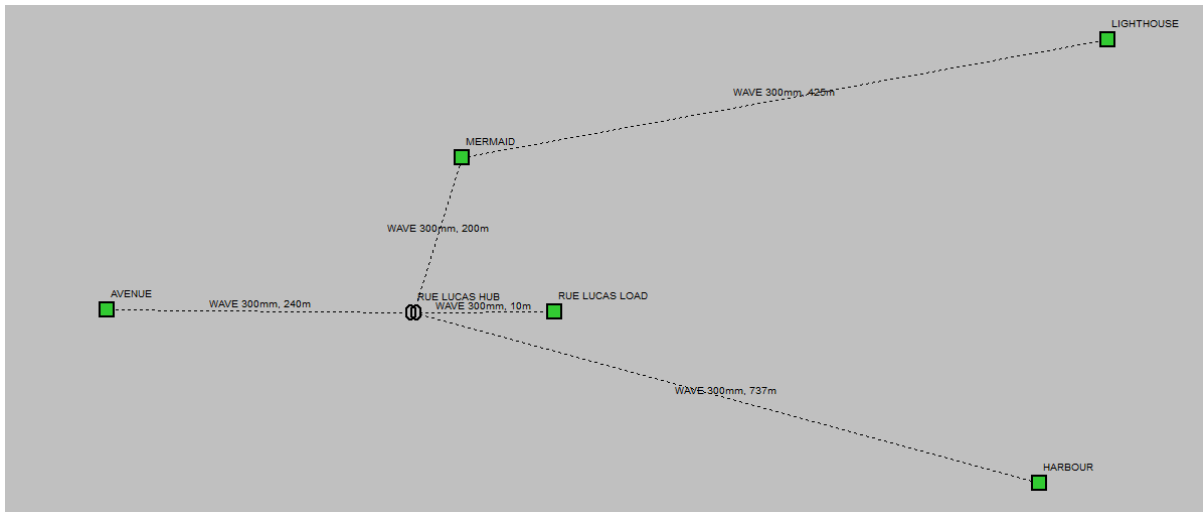 LIGHTHOUSE
WAVE 300mm, 425m
MERMAID
WAVE 300mm, 200m
AVENUE
WAVE 300mm, 240m
RUE LUCAS HUB
WAVE 300mm, 10m
RUE LUCAS LOAD
WAVE 300mm, 737m
HARBOUR